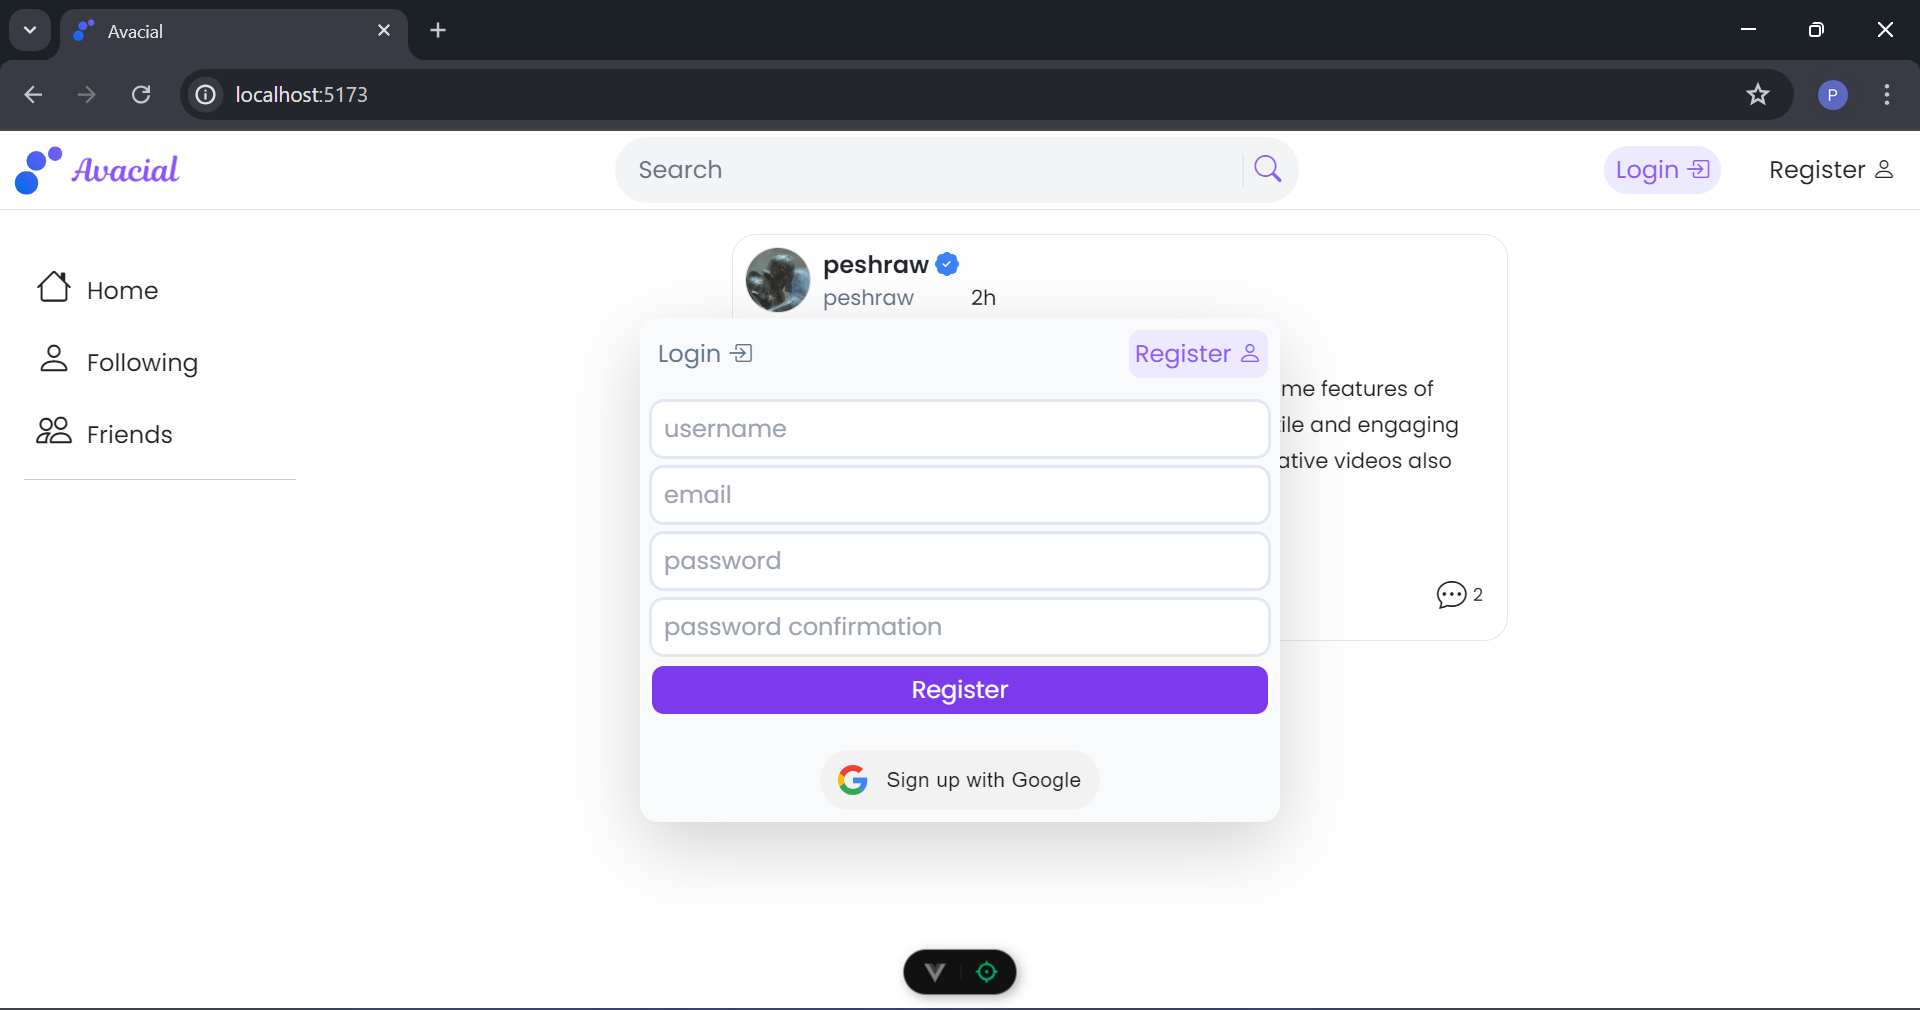 Avacial
localhost:5173
P
Avacial
Search
Login
Register
Home
Following
Friends
peshraw
peshraw 2h
me features of
ile and engaging
ative videos also
2
Login
Register
username
email
password
password confirmation
Register
Sign up with Google